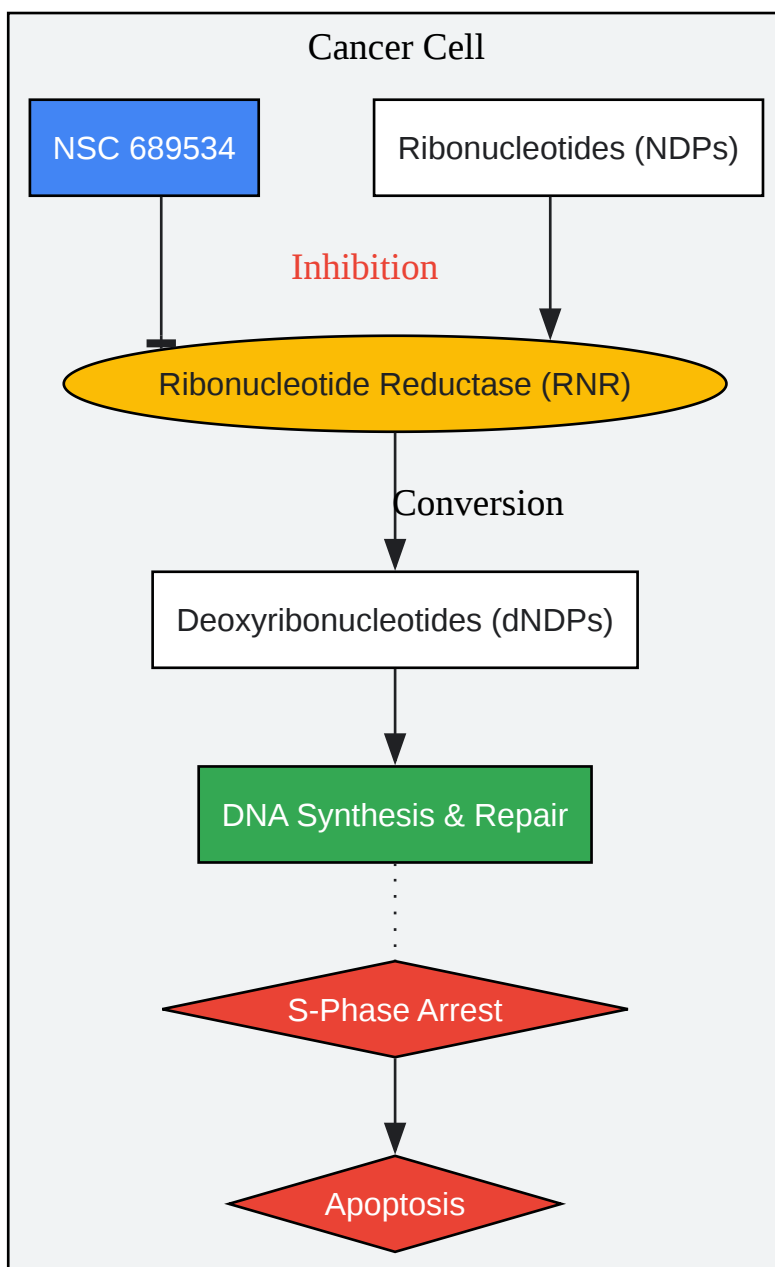 Cancer Cell
NSC 689534
Ribonucleotides (NDPs)
Inhibition
Ribonucleotide Reductase (RNR)
Conversion
Deoxyribonucleotides (dNDPs)
DNA Synthesis & Repair
S-Phase Arrest
Apoptosis